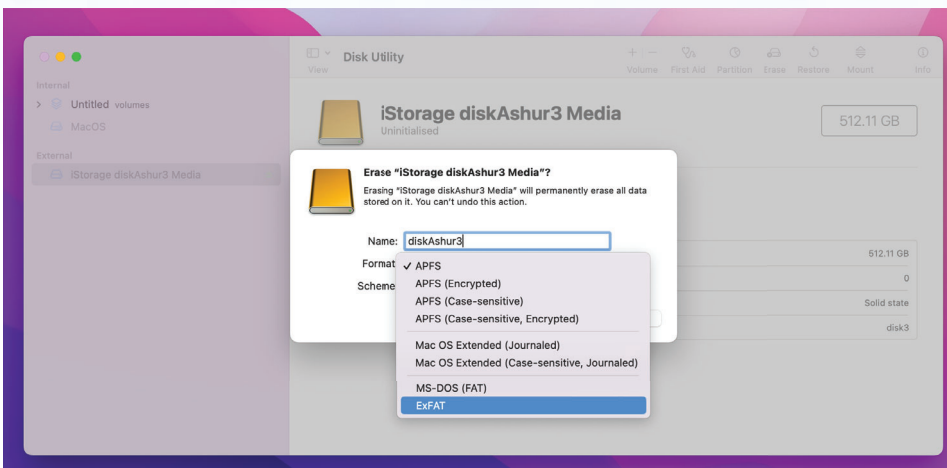 Disk Utility
View
Volume First Aid Partition Erase Restore Mount Info
Internal
Untitled volumes
MacOS
External
iStorage diskAshur3 Media
iStorage diskAshur3 Media
Uninitialised
512.11 GB
Erase “iStorage diskAshur3 Media”?
Erasing “iStorage diskAshur3 Media” will permanently erase all data
stored on it. You can’t undo this action.
Name: diskAshur3
Format
✓ APFS
Scheme
APFS (Encrypted)
APFS (Case-sensitive)
APFS (Case-sensitive, Encrypted)
Mac OS Extended (Journaled)
Mac OS Extended (Case-sensitive, Journaled)
MS-DOS (FAT)
ExFAT
512.11 GB
0
Solid state
disk3